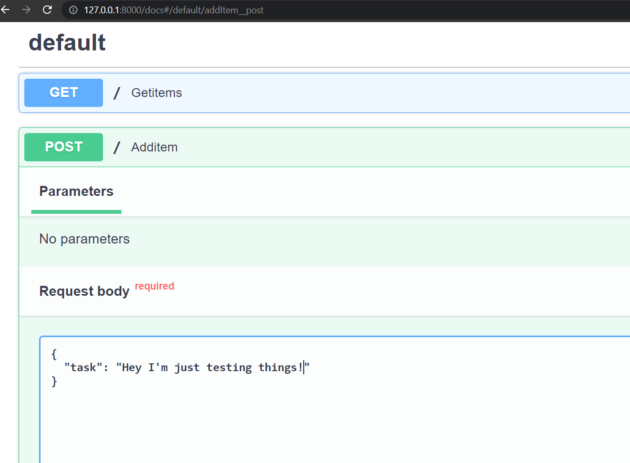 127.0.0.1:8000/docs#/default/addItem__post
default
GET / Getitems
POST / Additem
Parameters
No parameters
Request body required
{
"task": "Hey I'm just testing things!"
}